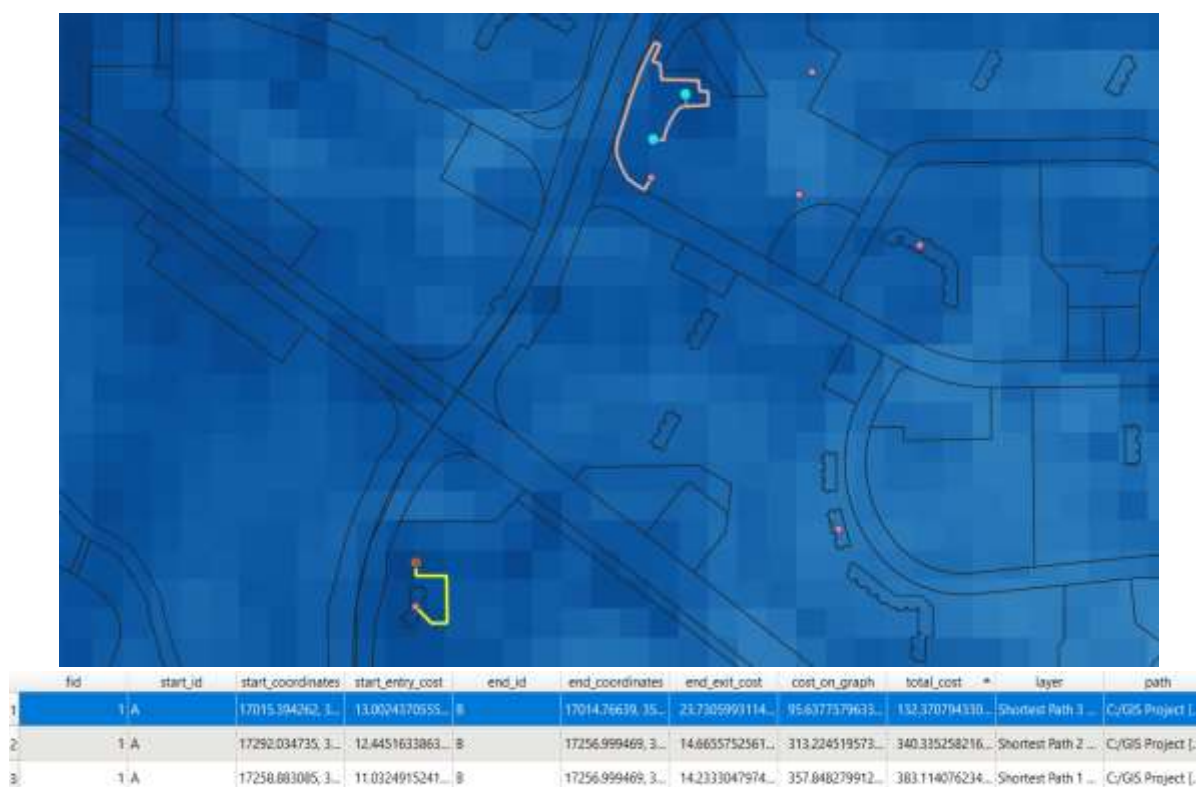 fid start_id start_coordinates start_entry_cost end_id end_coordinates end_exit_cost cost_on_graph total_cost layer path
1 1 A 17015.394262, 3... 13.0024370555... B 17014.76639, 35... 23.7305993114... 95.6377579633... 132.370794330... Shortest Path 3 ... C:/GIS Project [...
2 1 A 17292.034735, 3... 12.4451633863... B 17256.999469, 3... 14.6655752561... 313.224519573... 340.335258216... Shortest Path 2 ... C:/GIS Project [...
3 1 A 17258.883085, 3... 11.0324915241... B 17256.999469, 3... 14.2333047974... 357.848279912... 383.114076234... Shortest Path 1 ... C:/GIS Project [...